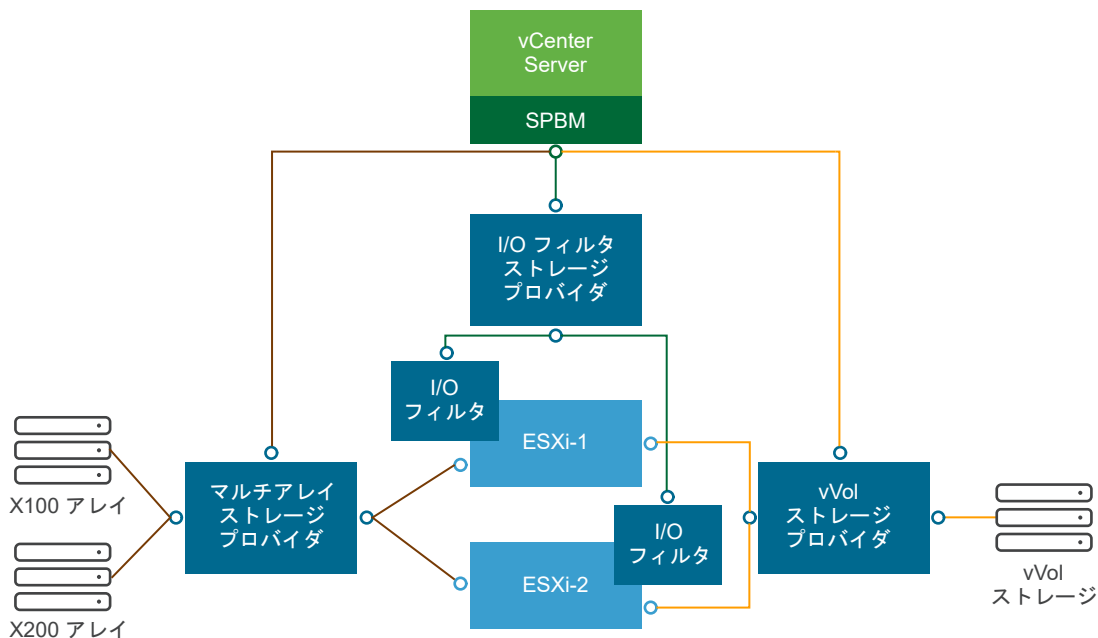 vCenter
Server
SPBM
I/O フィルタ
ストレージ
プロバイダ
I/O
フィルタ
ESXi-1
X100 アレイ
マルチアレイ
ストレージ
プロバイダ
vVol
ストレージ
プロバイダ
I/O
フィルタ
ESXi-2
vVol
ストレージ
X200 アレイ